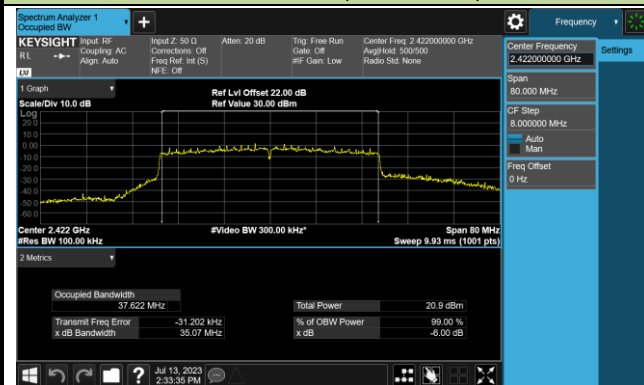 Spectrum Analyzer 1
Occupied BW
Frequency
KEYSIGHT
Input: RF
Coupling: AC
Align: Auto
Input Z: 50 Ω
Corrections: Off
Freq Ref: Int (S)
NFE: Off
Atten: 20 dB
Trig: Free Run
Gate: Off
#IF Gain: Low
Center Freq: 2.422000000 GHz
Avg|Hold: 500/500
Radio Std: None
RL
LXI
Center Frequency
2.422000000 GHz
Settings
Span
80.000 MHz
CF Step
8.000000 MHz
Auto
Man
Freq Offset
0 Hz
1 Graph
Scale/Div 10.0 dB
Ref Lvl Offset 22.00 dB
Ref Value 30.00 dBm
Log
20.0
10.0
0.00
-10.0
-20.0
-30.0
-40.0
-50.0
-60.0
Center 2.422 GHz
#Video BW 300.00 kHz*
Span 80 MHz
#Res BW 100.00 kHz
Sweep 9.93 ms (1001 pts)
2 Metrics
Occupied Bandwidth
37.622 MHz
Total Power 20.9 dBm
Transmit Freq Error -31.202 kHz
% of OBW Power 99.00 %
x dB Bandwidth 35.07 MHz
x dB -6.00 dB
Jul 13, 2023
2:33:35 PM